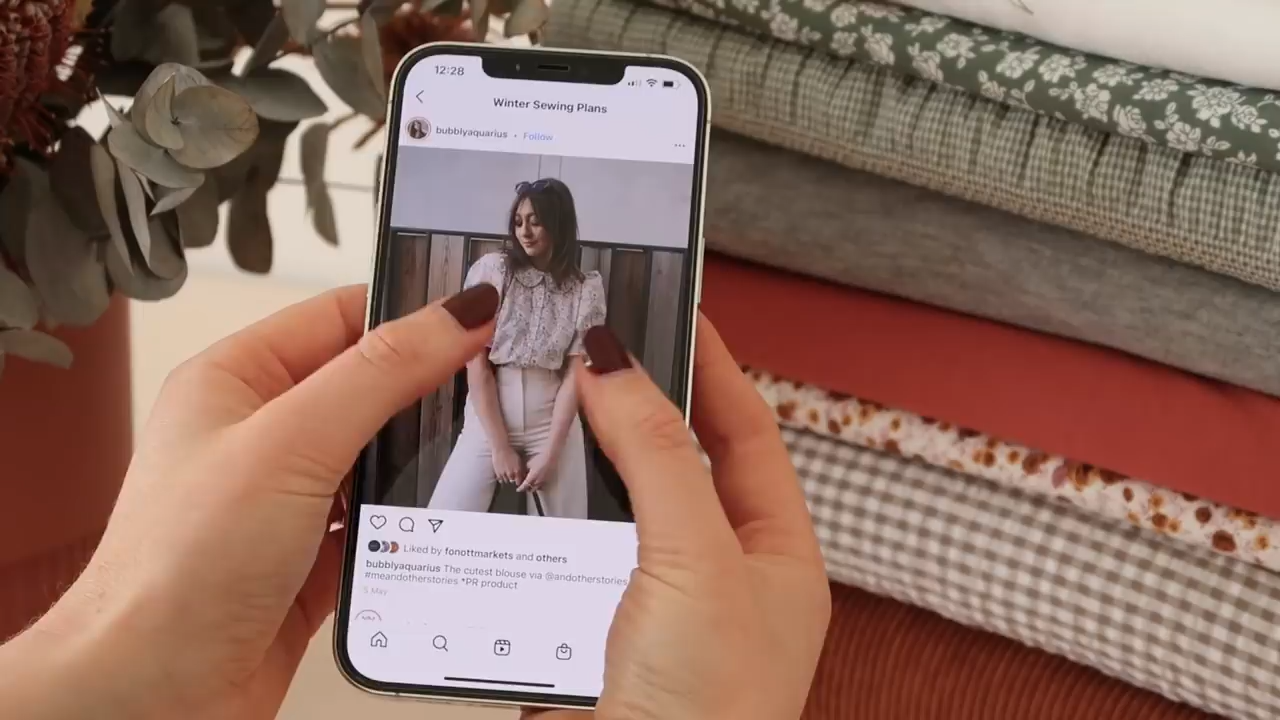 12:28
Winter Sewing Plans
bubblyaquarius • Follow
Liked by fonottmarkets and others
bubblyaquarius The cutest blouse via @andotherstories
#meandotherstories *PR product
5 May